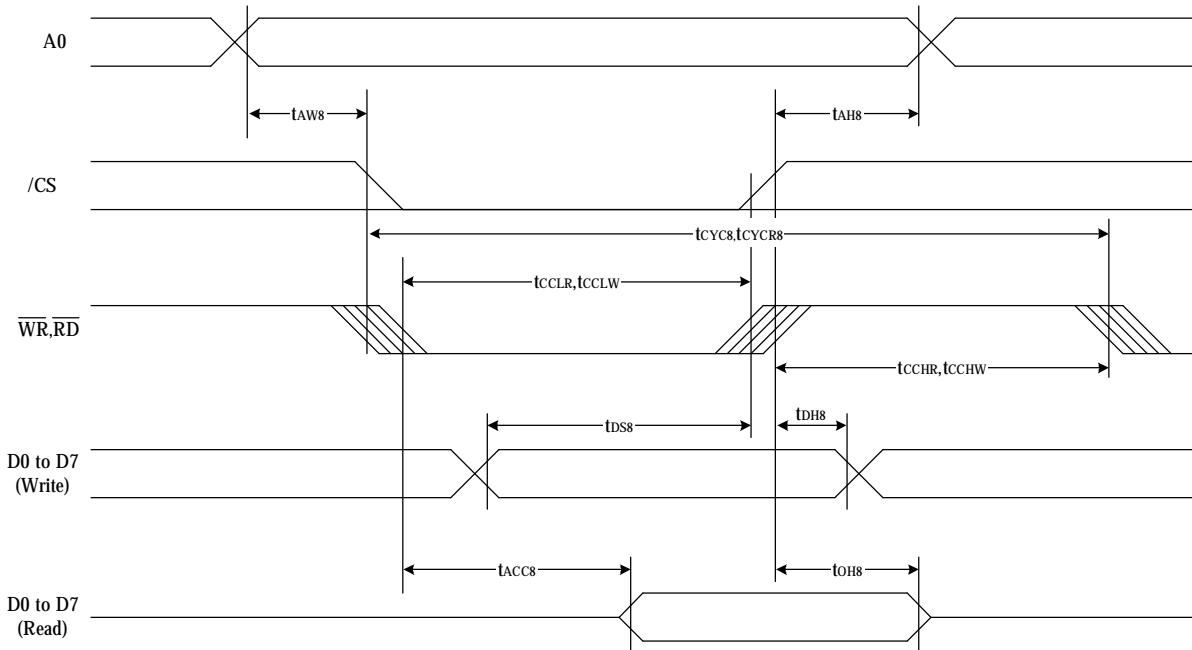 A0
tAW8
tAH8
/CS
tCYC8,tCYCR8
tCCLR,tCCLW
WR,RD
tCCHR,tCCHW
tDS8
tDH8
D0 to D7
(Write)
tACC8
tOH8
D0 to D7
(Read)